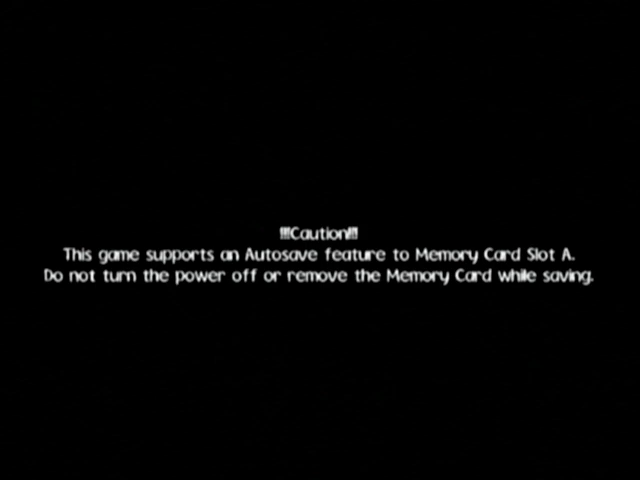 !!!Caution!!!
This game supports an Autosave feature to Memory Card Slot A.
Do not turn the power off or remove the Memory Card while saving.